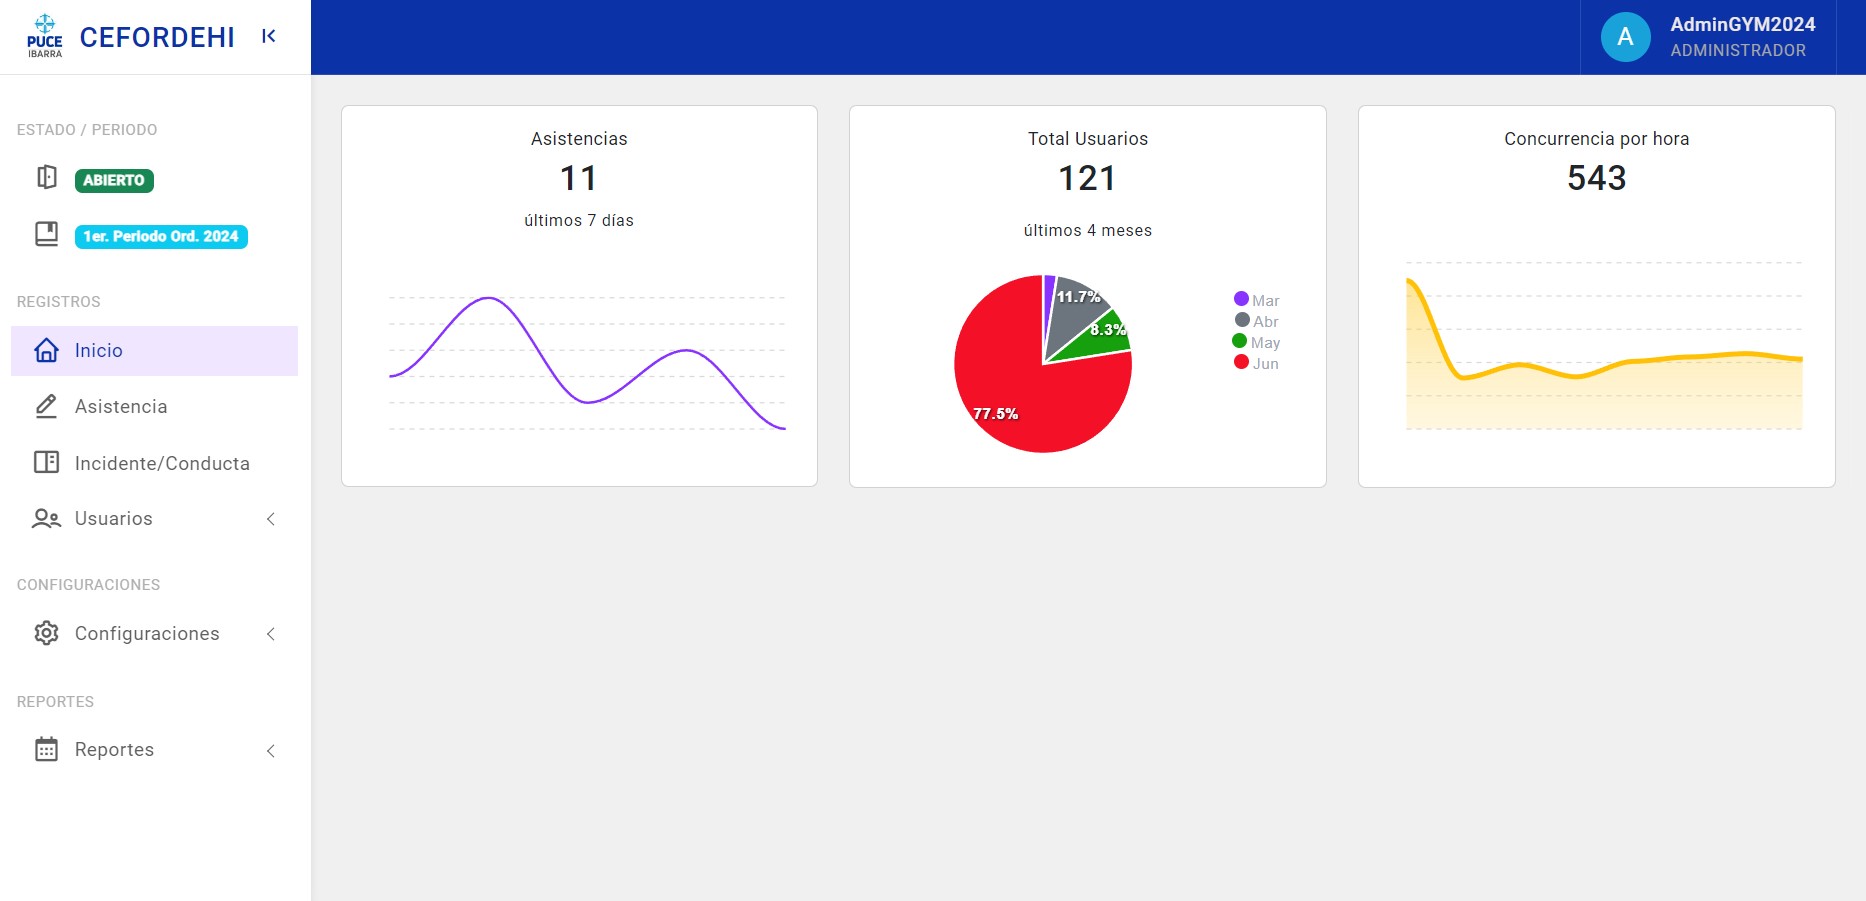 PUCE
IBARRA
CEFORDEHI
A
AdminGYM2024
ADMINISTRADOR
ESTADO / PERIODO
ABIERTO
1er. Periodo Ord. 2024
REGISTROS
Inicio
Asistencia
Incidente/Conducta
Usuarios
CONFIGURACIONES
Configuraciones
REPORTES
Reportes
Asistencias
11
últimos 7 días
Total Usuarios
121
últimos 4 meses
11.7%
8.3%
77.5%
Mar
Abr
May
Jun
Concurrencia por hora
543